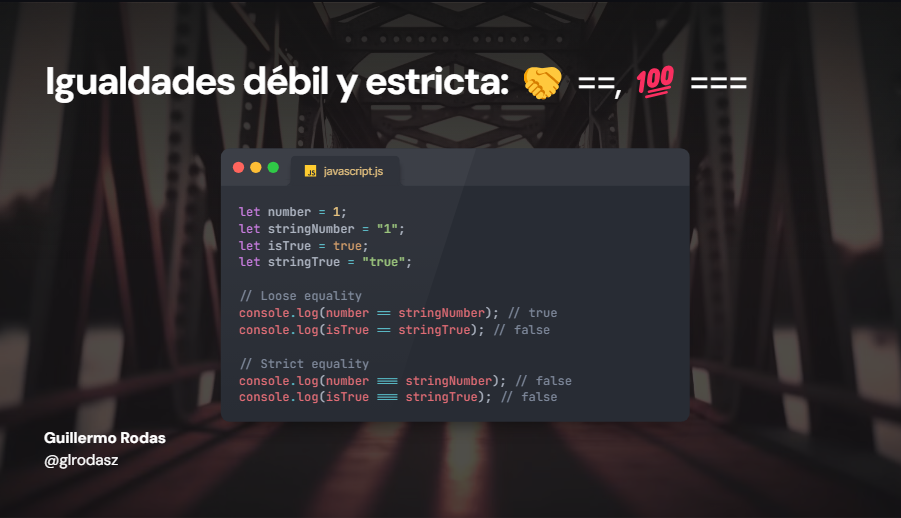 Igualdades débil y estricta: 🤝 ==, 💯 ===
JS javascript.js
let number = 1;
let stringNumber = "1";
let isTrue = true;
let stringTrue = "true";
// Loose equality
console.log(number == stringNumber); // true
console.log(isTrue == stringTrue); // false
// Strict equality
console.log(number === stringNumber); // false
console.log(isTrue === stringTrue); // false
Guillermo Rodas
@glrodasz